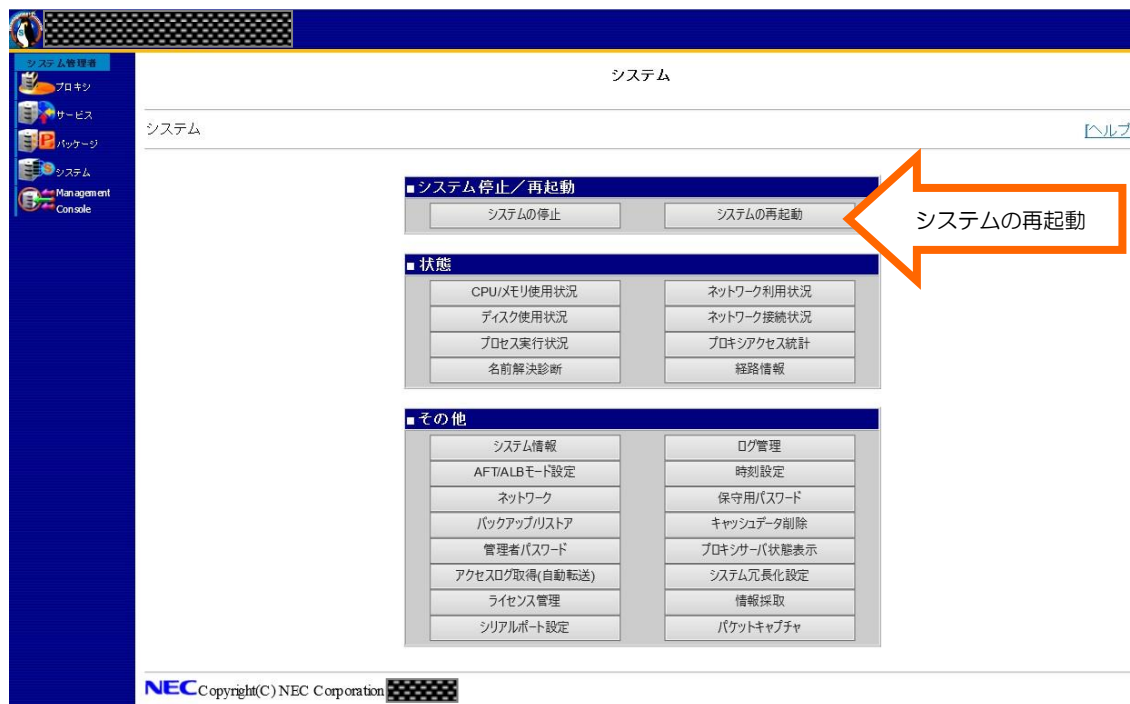 システム管理者
プロキシ
サービス
パッケージ
システム
Management
Console
システム
システム
[ヘルプ
■システム停止／再起動
システムの停止 システムの再起動
システムの再起動
■状態
CPU/メモリ使用状況 ネットワーク利用状況
ディスク使用状況 ネットワーク接続状況
プロセス実行状況 プロキシアクセス統計
名前解決診断 経路情報
■その他
システム情報 ログ管理
AFT/ALBモード設定 時刻設定
ネットワーク 保守用パスワード
バックアップ/リストア キャッシュデータ削除
管理者パスワード プロキシサーバ状態表示
アクセスログ取得(自動転送) システム冗長化設定
ライセンス管理 情報採取
シリアルポート設定 パケットキャプチャ
NEC Copyright(C) NEC Corporation